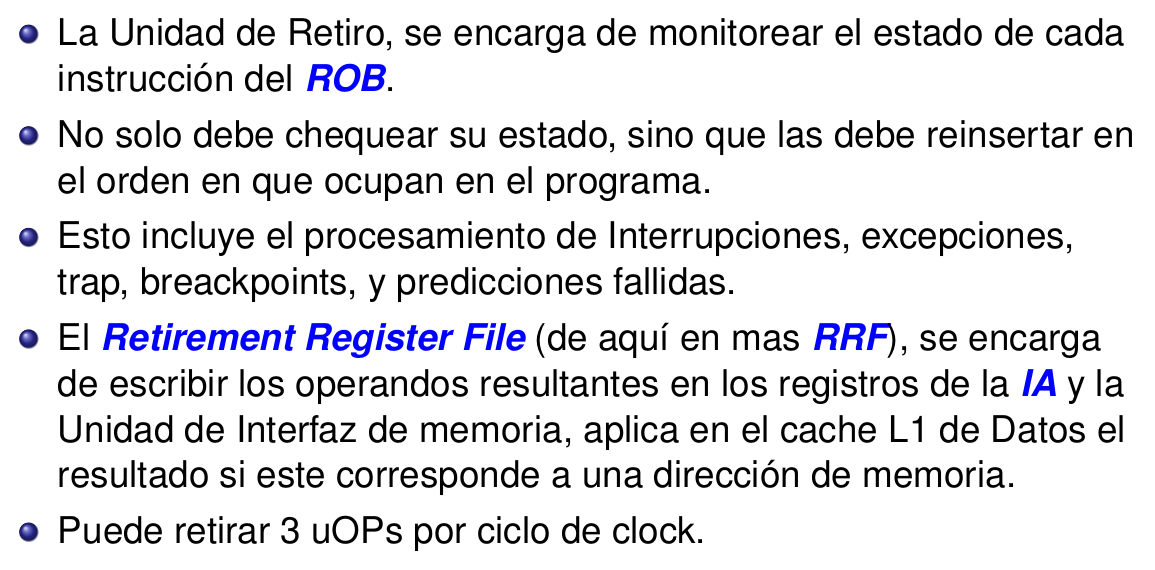 La Unidad de Retiro, se encarga de monitorear el estado de cada
instrucción del ROB.
No solo debe chequear su estado, sino que las debe reinsertar en
el orden en que ocupan en el programa.
Esto incluye el procesamiento de Interrupciones, excepciones,
trap, breackpoints, y predicciones fallidas.
El Retirement Register File (de aquí en mas RRF), se encarga
de escribir los operandos resultantes en los registros de la IA y la
Unidad de Interfaz de memoria, aplica en el cache L1 de Datos el
resultado si este corresponde a una dirección de memoria.
Puede retirar 3 uOPs por ciclo de clock.